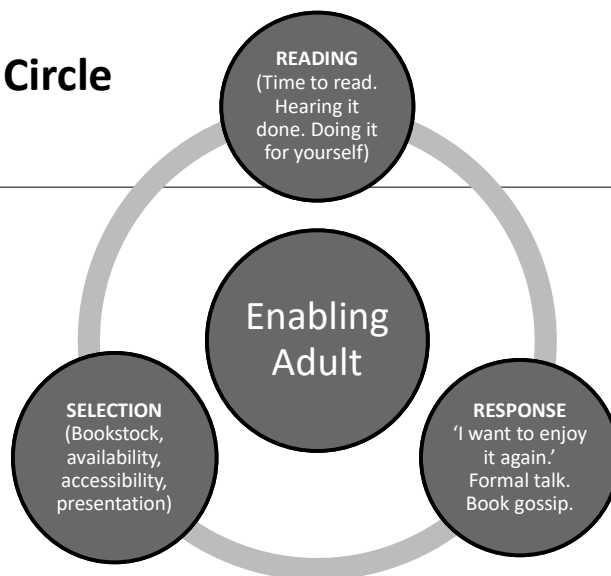 Circle
READING
(Time to read.
Hearing it
done. Doing it
for yourself)
Enabling
Adult
SELECTION
(Bookstock,
availability,
accessibility,
presentation)
RESPONSE
‘I want to enjoy
it again.’
Formal talk.
Book gossip.